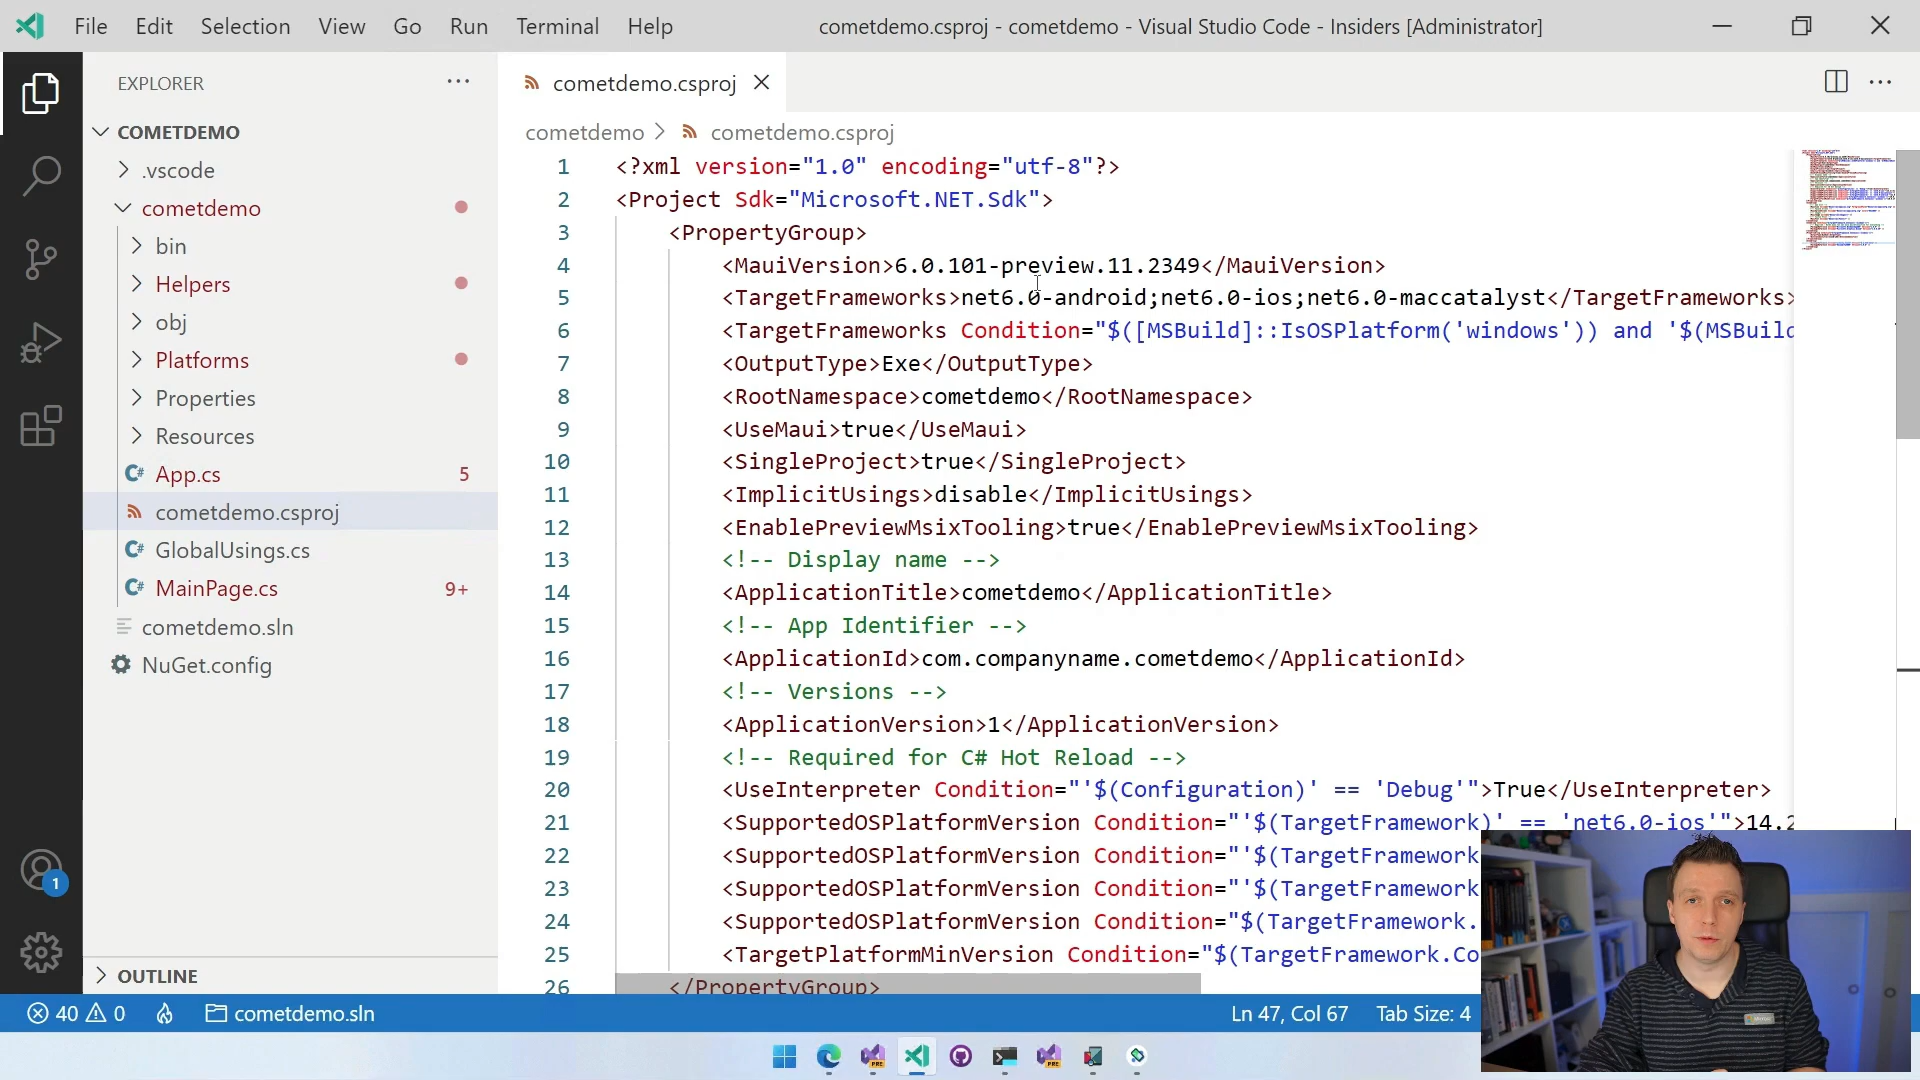 File Edit Selection View Go Run Terminal Help
cometdemo.csproj - cometdemo - Visual Studio Code - Insiders [Administrator]
EXPLORER
COMETDEMO
.vscode
cometdemo
bin
Helpers
obj
Platforms
Properties
Resources
App.cs 5
cometdemo.csproj
GlobalUsings.cs
MainPage.cs 9+
cometdemo.sln
NuGet.config
OUTLINE
cometdemo.csproj
cometdemo > cometdemo.csproj
1 <?xml version="1.0" encoding="utf-8"?>
2 <Project Sdk="Microsoft.NET.Sdk">
3 <PropertyGroup>
4 <MauiVersion>6.0.101-preview.11.2349</MauiVersion>
5 <TargetFrameworks>net6.0-android;net6.0-ios;net6.0-maccatalyst</TargetFrameworks>
6 <TargetFrameworks Condition="$([MSBuild]::IsOSPlatform('windows')) and '$(MSBuild
7 <OutputType>Exe</OutputType>
8 <RootNamespace>cometdemo</RootNamespace>
9 <UseMaui>true</UseMaui>
10 <SingleProject>true</SingleProject>
11 <ImplicitUsings>disable</ImplicitUsings>
12 <EnablePreviewMsixTooling>true</EnablePreviewMsixTooling>
13 <!-- Display name -->
14 <ApplicationTitle>cometdemo</ApplicationTitle>
15 <!-- App Identifier -->
16 <ApplicationId>com.companyname.cometdemo</ApplicationId>
17 <!-- Versions -->
18 <ApplicationVersion>1</ApplicationVersion>
19 <!-- Required for C# Hot Reload -->
20 <UseInterpreter Condition="'$(Configuration)' == 'Debug'">True</UseInterpreter>
21 <SupportedOSPlatformVersion Condition="'$(TargetFramework)' == 'net6.0-ios'">14.2
22 <SupportedOSPlatformVersion Condition="'$(TargetFramework
23 <SupportedOSPlatformVersion Condition="'$(TargetFramework
24 <SupportedOSPlatformVersion Condition="$(TargetFramework.
25 <TargetPlatformMinVersion Condition="$(TargetFramework.Co
26 </PropertyGroup>
1
40 0 cometdemo.sln Ln 47, Col 67 Tab Size: 4